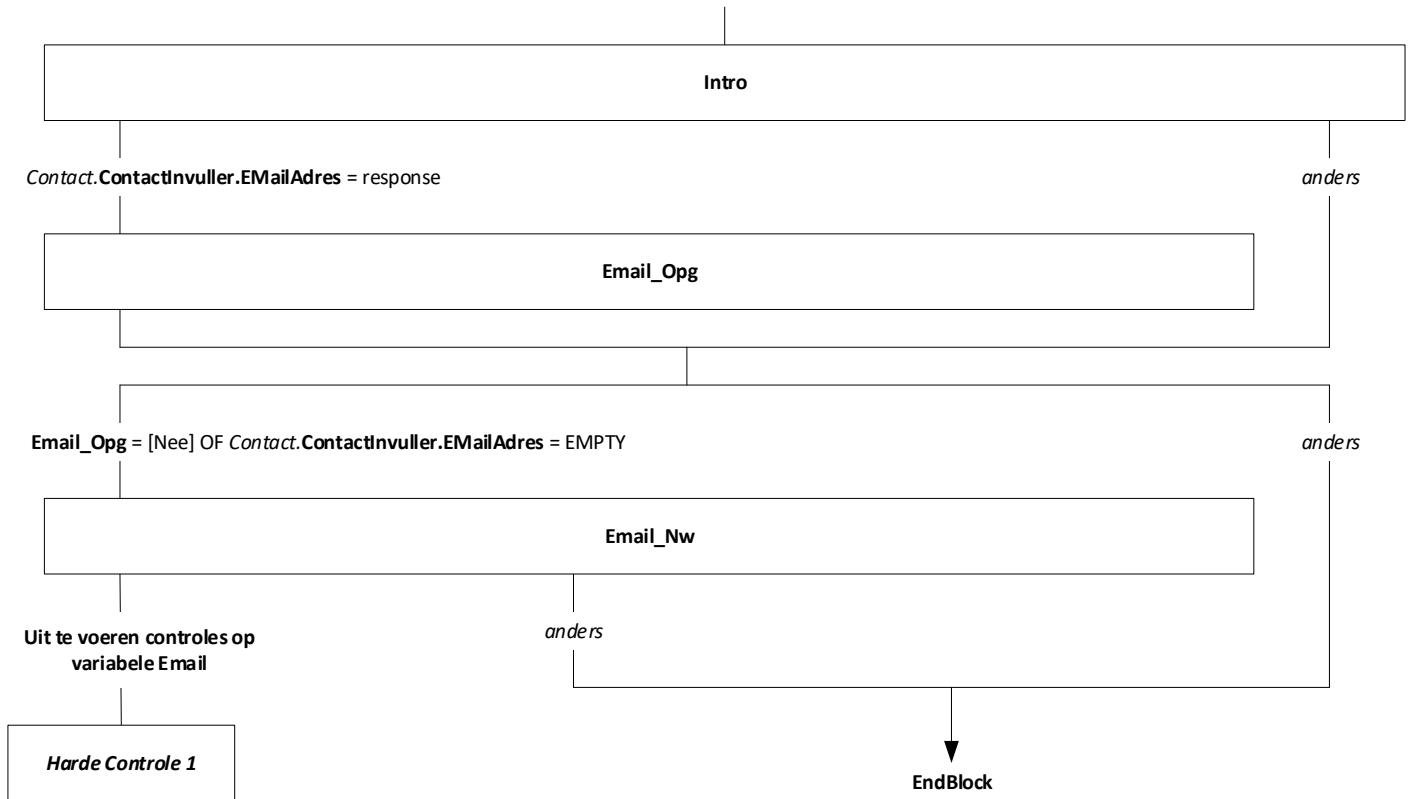 Intro
Contact.ContactInvuller.EMailAdres = response
anders
Email_Opg
Email_Opg = [Nee] OF Contact.ContactInvuller.EMailAdres = EMPTY
anders
Email_Nw
Uit te voeren controles op
variabele Email
anders
Harde Controle 1
EndBlock